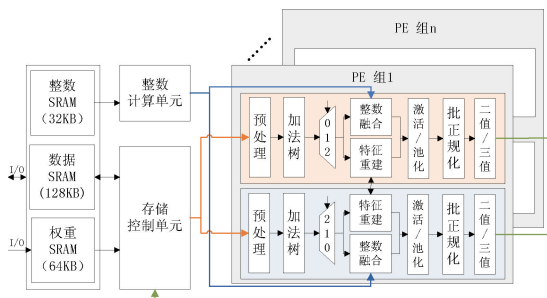 PE 组n
PE 组1
整数
SRAM
(32KB)
整数
计算单元
I/O
数据
SRAM
(128KB)
I/O
权重
SRAM
(64KB)
存储
控制单元
预处理
加法树
0 1 2
整数
融合
特征
重建
激活/池化
批正规化
二值/三值
预处理
加法树
2 1 0
特征
重建
整数
融合
激活/池化
批正规化
二值/三值